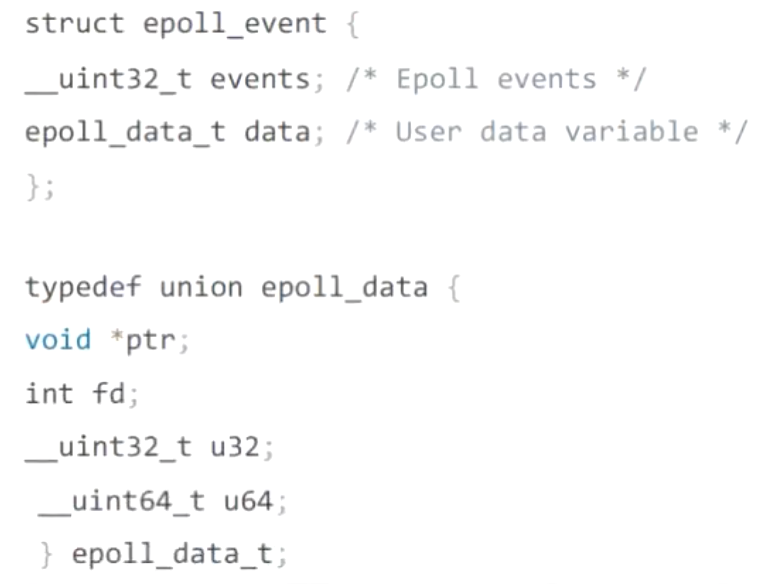 struct epoll_event {
__uint32_t events; /* Epoll events */
epoll_data_t data; /* User data variable */
};
typedef union epoll_data {
void *ptr;
int fd;
__uint32_t u32;
__uint64_t u64;
} epoll_data_t;